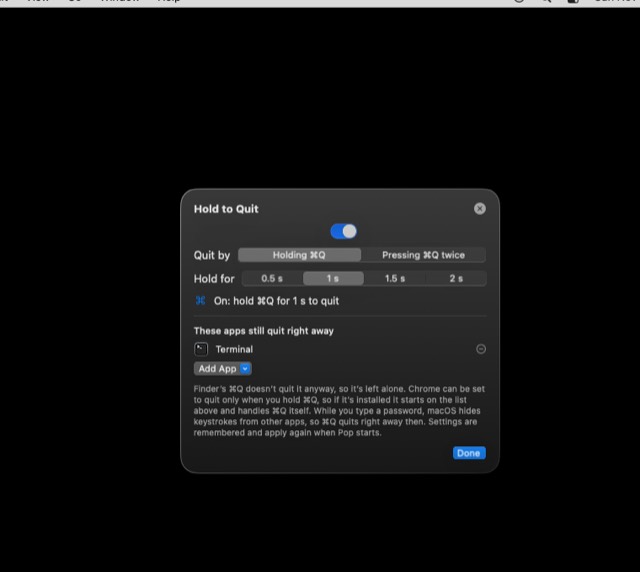 Hold to Quit
Quit by Holding ⌘Q Pressing ⌘Q twice
Hold for 0.5 s 1 s 1.5 s 2 s
⌘ On: hold ⌘Q for 1 s to quit
These apps still quit right away
Terminal
Add App
Finder's ⌘Q doesn't quit it anyway, so it's left alone. Chrome can be set
to quit only when you hold ⌘Q, so if it's installed it starts on the list
above and handles ⌘Q itself. While you type a password, macOS hides
keystrokes from other apps, so ⌘Q quits right away then. Settings are
remembered and apply again when Pop starts.
Done